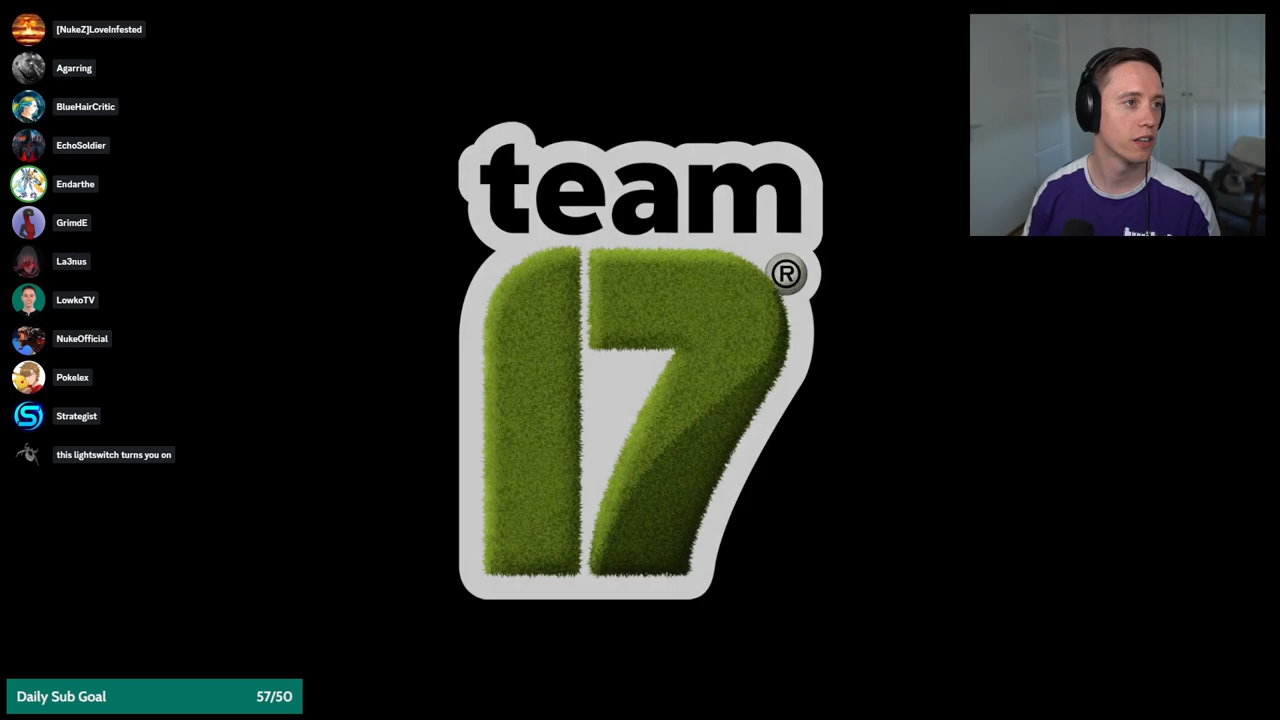 [NukeZ]LoveInfested
Agarring
BlueHairCritic
EchoSoldier
Endarthe
GrimdE
La3nus
LowkoTV
NukeOfficial
Pokelex
Strategist
this lightswitch turns you on
team
17
®
Daily Sub Goal 57/50